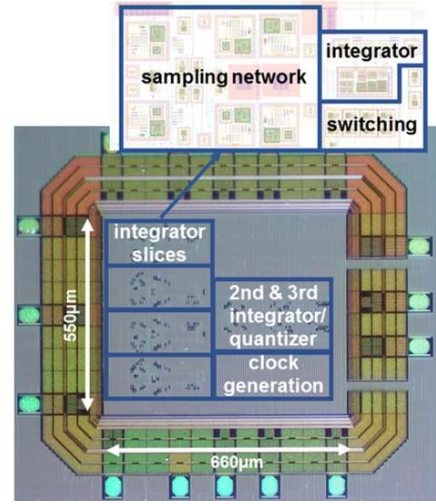 sampling network
integrator
switching
integrator
slices
2nd & 3rd
integrator/
quantizer
clock
generation
550µm
660µm